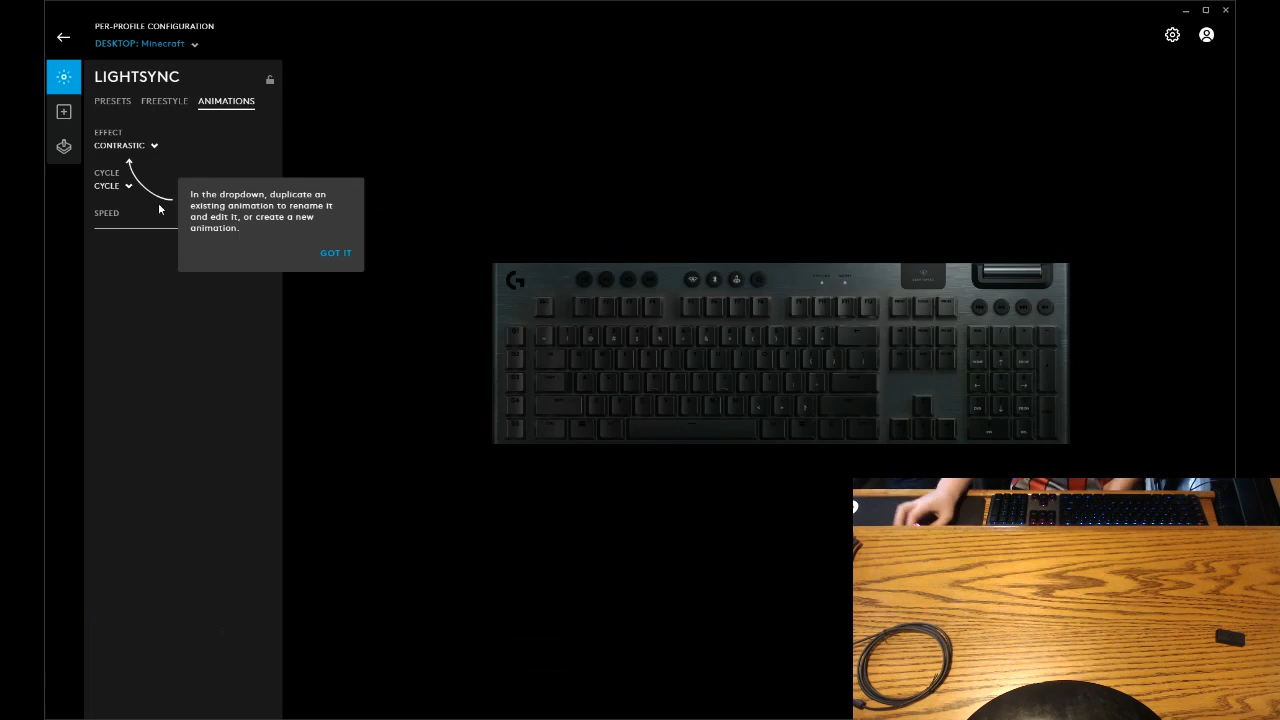 PER-PROFILE CONFIGURATION
DESKTOP: Minecraft
LIGHTSYNC
PRESETS FREESTYLE ANIMATIONS
EFFECT
CONTRASTIC
CYCLE
CYCLE
SPEED
In the dropdown, duplicate an
existing animation to rename it
and edit it, or create a new
animation.
GOT IT